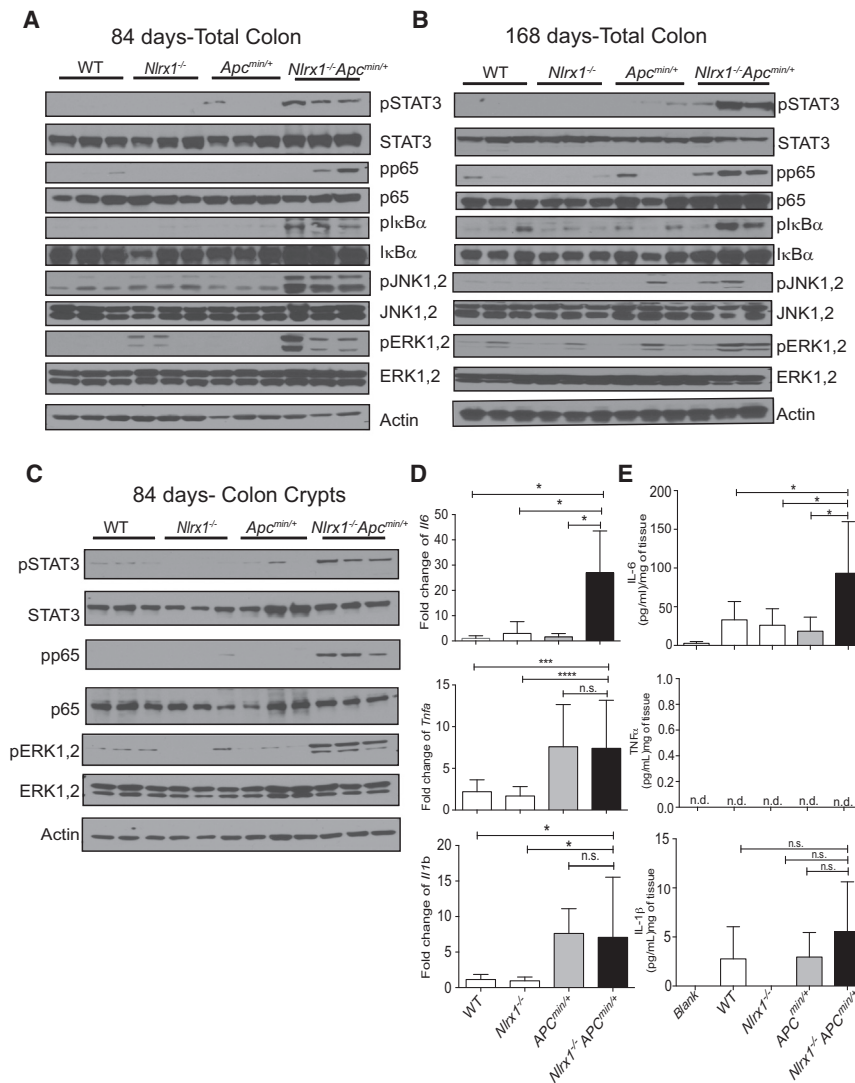 A
84 days-Total Colon
WT Nlrx1-/- Apcmin/+ Nlrx1-/-Apcmin/+
pSTAT3
STAT3
pp65
p65
pIκBα
IκBα
pJNK1,2
JNK1,2
pERK1,2
ERK1,2
Actin
B
168 days-Total Colon
WT Nlrx1-/- Apcmin/+ Nlrx1-/-Apcmin/+
pSTAT3
STAT3
pp65
p65
pIκBα
IκBα
pJNK1,2
JNK1,2
pERK1,2
ERK1,2
Actin
C
84 days- Colon Crypts
WT Nlrx1-/- Apcmin/+ Nlrx1-/-Apcmin/+
pSTAT3
STAT3
pp65
p65
pERK1,2
ERK1,2
Actin
D
Fold change of Il6
50
40
30
20
10
0
*
*
*
Fold change of Tnfa
15
10
5
0
***
****
n.s.
Fold change of Il1b
20
15
10
5
0
*
*
n.s.
WT
Nlrx1-/-
APCmin/+
Nlrx1-/- APCmin/+
E
IL-6
(pg/ml)/mg of tissue
200
150
100
50
0
*
*
*
TNFα
(pg/mL)mg of tissue
1.0
0.8
0.6
0.4
0.2
0.0
n.d. n.d. n.d. n.d. n.d.
IL-1β
(pg/mL)mg of tissue
15
10
5
0
n.s.
n.s.
n.s.
Blank
WT
Nlrx1-/-
APCmin/+
Nlrx1-/- APCmin/+